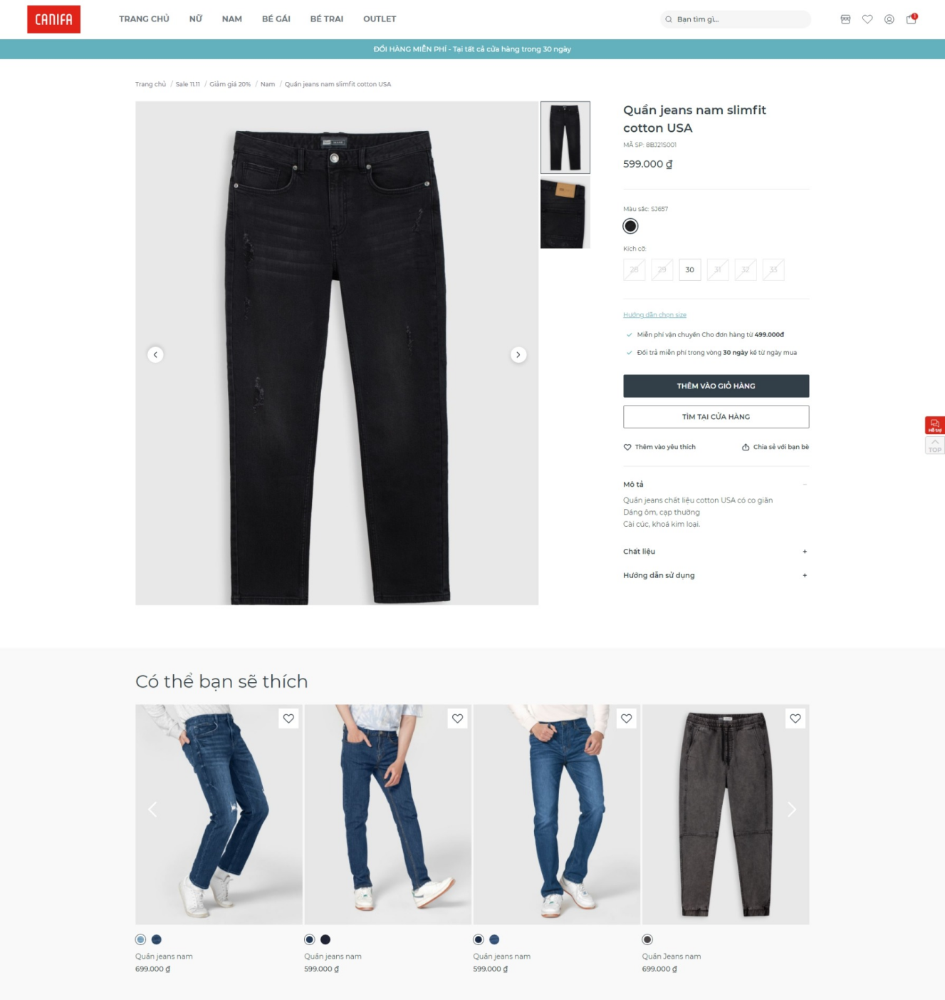 CANIFA
TRANG CHỦ NỮ NAM BÉ GÁI BÉ TRAI OUTLET
Bạn tìm gì...
1
ĐỔI HÀNG MIỄN PHÍ - Tại tất cả cửa hàng trong 30 ngày
Trang chủ / Sale 11.11 / Giảm giá 20% / Nam / Quần jeans nam slimfit cotton USA
Quần jeans nam slimfit
cotton USA
MÃ SP: 8BJ21S001
599.000 ₫
Màu sắc: SJ657
Kích cỡ:
28 29 30 31 32 33
Hướng dẫn chọn size
Miễn phí vận chuyển Cho đơn hàng từ 499.000đ
Đổi trả miễn phí trong vòng 30 ngày kể từ ngày mua
THÊM VÀO GIỎ HÀNG
TÌM TẠI CỬA HÀNG
Hỗ trợ
TOP
Thêm vào yêu thích Chia sẻ với bạn bè
Mô tả −
Quần jeans chất liệu cotton USA có co giãn
Dáng ôm, cạp thường
Cài cúc, khoá kim loại.
Chất liệu +
Hướng dẫn sử dụng +
Có thể bạn sẽ thích
Quần jeans nam
699.000 ₫
Quần jeans nam
599.000 ₫
Quần jeans nam
599.000 ₫
Quần Jeans nam
699.000 ₫